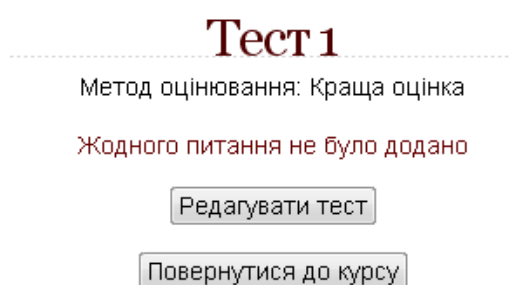 Тест 1
Метод оцінювання: Краща оцінка
Жодного питання не було додано
Редагувати тест
Повернутися до курсу